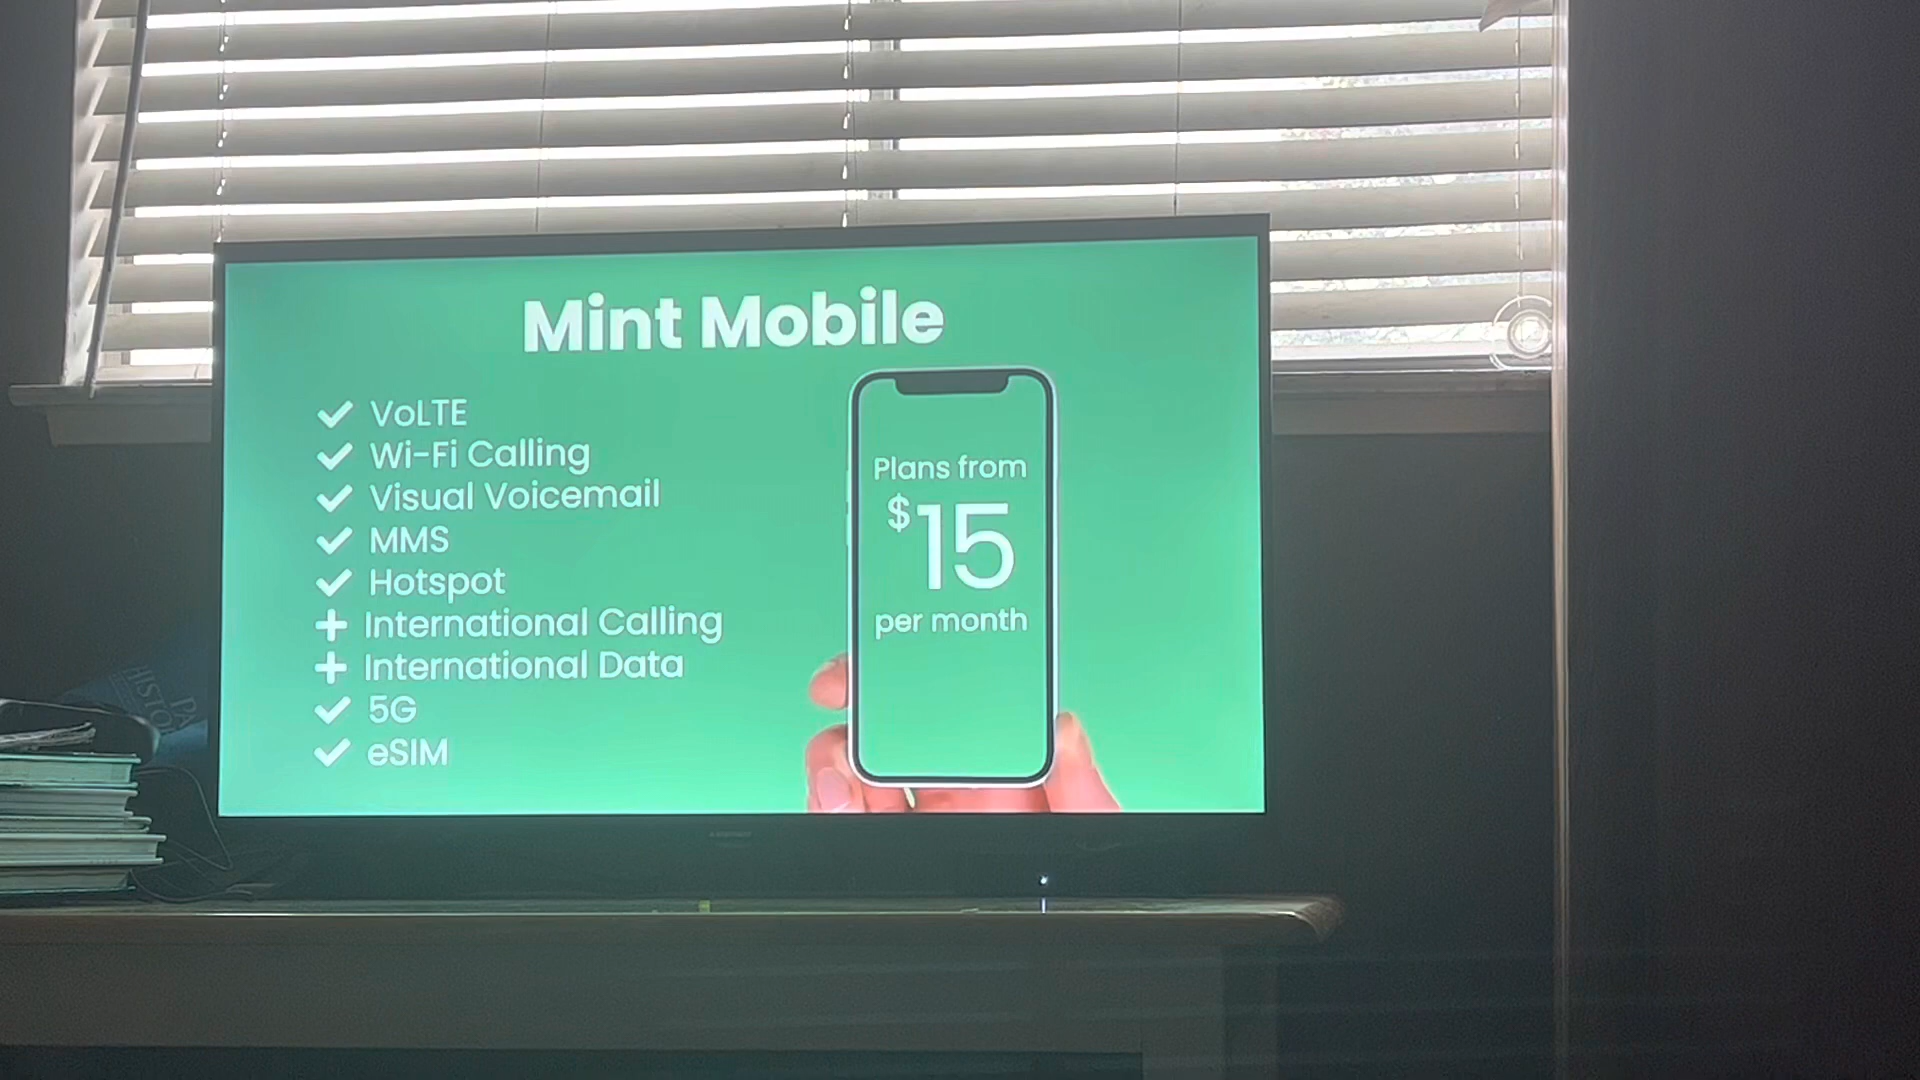 Mint Mobile
VoLTE
Wi-Fi Calling
Visual Voicemail
MMS
Hotspot
International Calling
International Data
5G
eSIM
Plans from
$15
per month